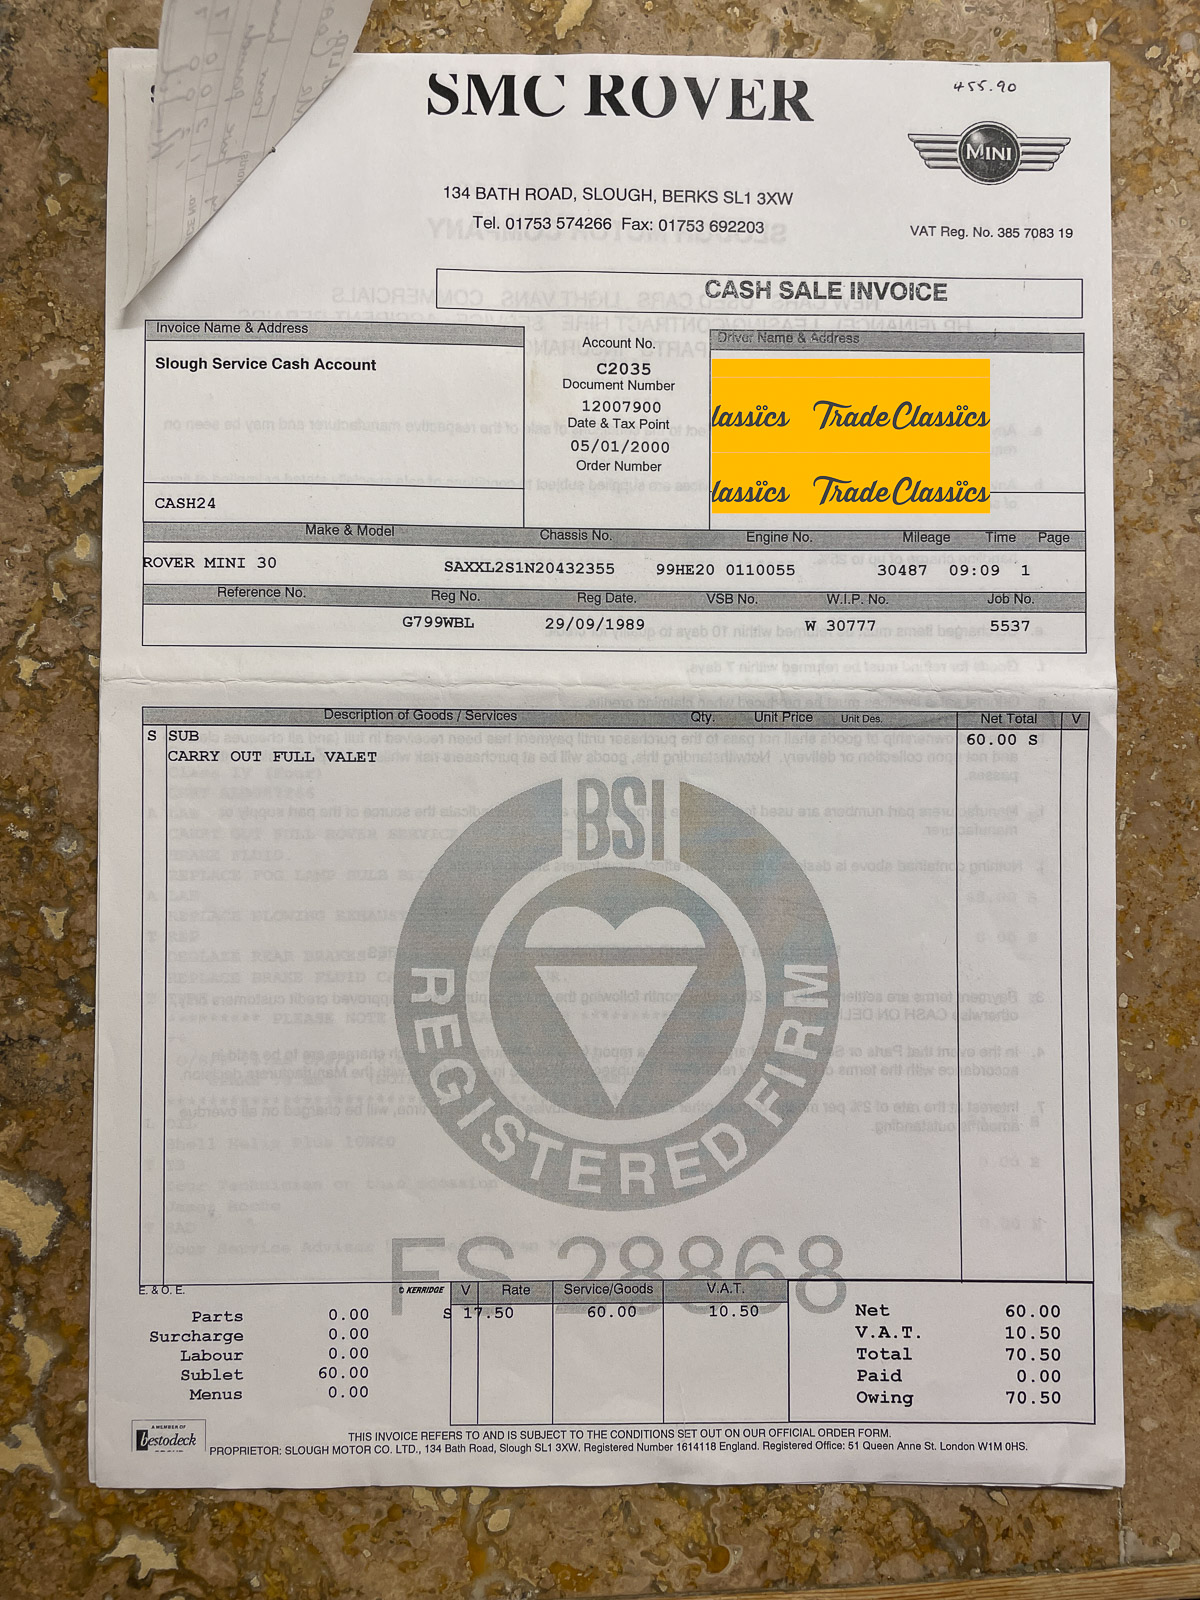 SMC ROVER
455.90
MINI
134 BATH ROAD, SLOUGH, BERKS SL1 3XW
Tel. 01753 574266 Fax: 01753 692203
VAT Reg. No. 385 7083 19
CASH SALE INVOICE
Invoice Name & Address
Slough Service Cash Account
CASH24
Account No.
C2035
Document Number
12007900
Date & Tax Point
05/01/2000
Order Number
Driver Name & Address
lassïcs TradeClassïcs
lassïcs TradeClassïcs
Make & Model Chassis No. Engine No. Mileage Time Page
ROVER MINI 30 SAXXL2S1N20432355 99HE20 0110055 30487 09:09 1
Reference No. Reg No. Reg Date. VSB No. W.I.P. No. Job No.
G799WBL 29/09/1989 W 30777 5537
Description of Goods / Services Qty. Unit Price Unit Des. Net Total V
S SUB 60.00 S
CARRY OUT FULL VALET
BSI
REGISTERED FIRM
FS 28868
E. & O. E.
© KERRIDGE
V Rate Service/Goods V.A.T.
S 17.50 60.00 10.50
Parts 0.00
Surcharge 0.00
Labour 0.00
Sublet 60.00
Menus 0.00
Net 60.00
V.A.T. 10.50
Total 70.50
Paid 0.00
Owing 70.50
A MEMBER OF
bestodeck
THIS INVOICE REFERS TO AND IS SUBJECT TO THE CONDITIONS SET OUT ON OUR OFFICIAL ORDER FORM.
PROPRIETOR: SLOUGH MOTOR CO. LTD., 134 Bath Road, Slough SL1 3XW. Registered Number 1614118 England. Registered Office: 51 Queen Anne St. London W1M 0HS.